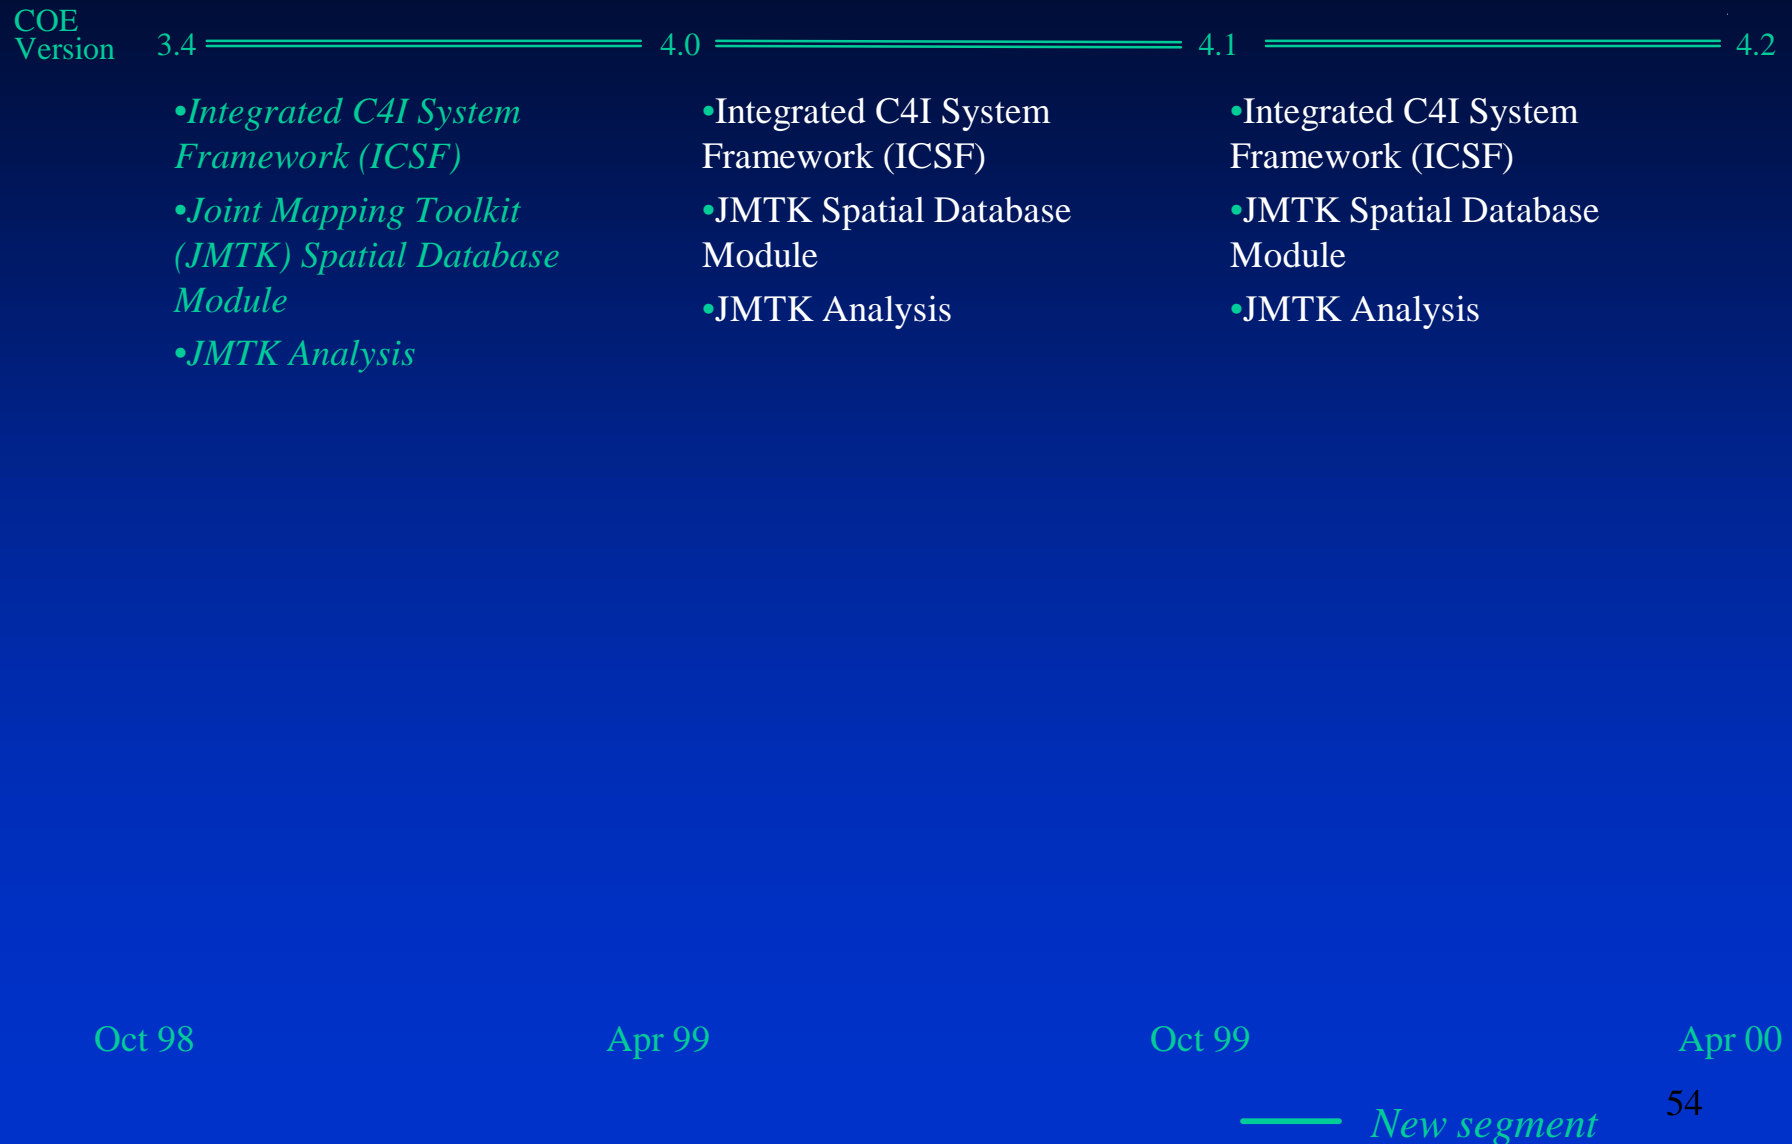 COE
Version 3.4 4.0 4.1 4.2
•Integrated C4I System
Framework (ICSF)
•Joint Mapping Toolkit
(JMTK) Spatial Database
Module
•JMTK Analysis
•Integrated C4I System
Framework (ICSF)
•JMTK Spatial Database
Module
•JMTK Analysis
•Integrated C4I System
Framework (ICSF)
•JMTK Spatial Database
Module
•JMTK Analysis
Oct 98 Apr 99 Oct 99 Apr 00
54
New segment